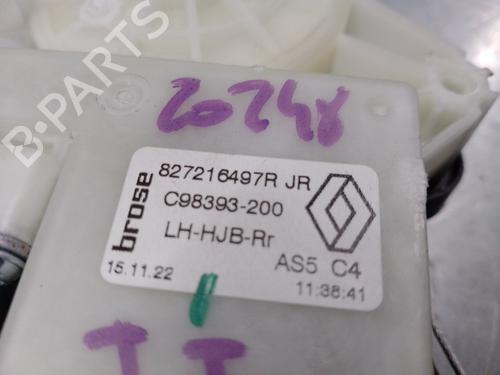 B-PARTS
20248
brose
827216497R JR
C98393-200
LH-HJB-Rr
15.11.22
AS5 C4
11:38:41